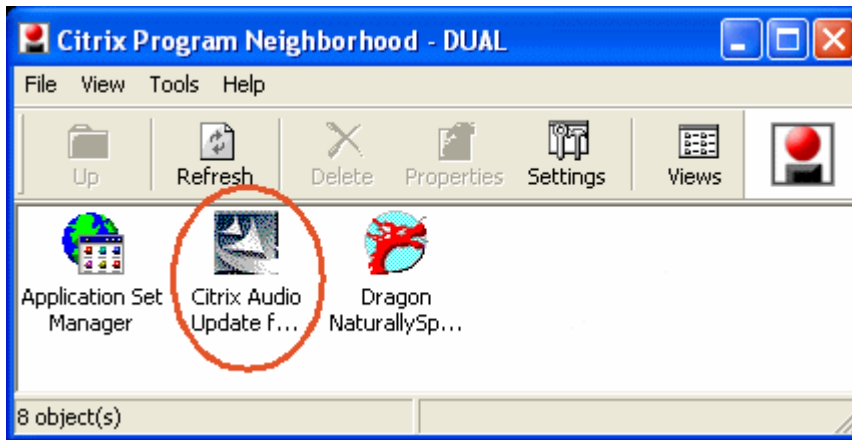 Citrix Program Neighborhood - DUAL
File View Tools Help
Up Refresh Delete Properties Settings Views
Application Set Manager
Citrix Audio Update f...
Dragon NaturallySp...
8 object(s)